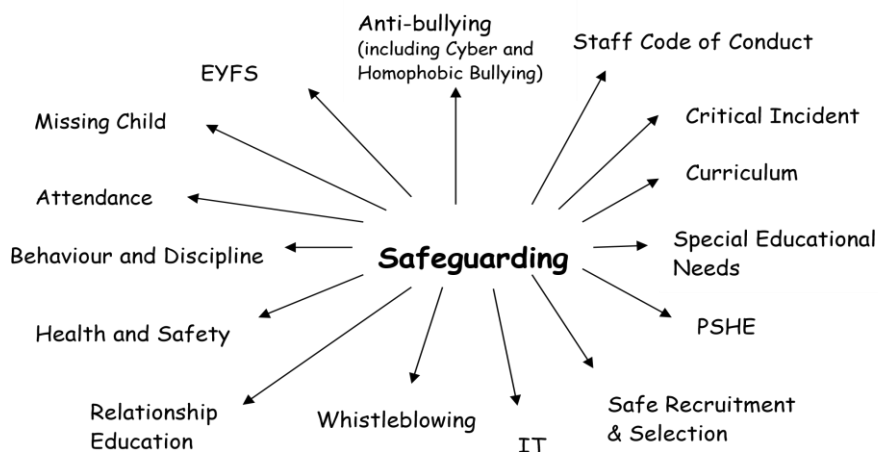 Anti-bullying
(including Cyber and
Homophobic Bullying)
Staff Code of Conduct
EYFS
Missing Child
Critical Incident
Curriculum
Attendance
Special Educational
Needs
Behaviour and Discipline
Safeguarding
PSHE
Health and Safety
Relationship
Education
Whistleblowing
IT
Safe Recruitment
& Selection